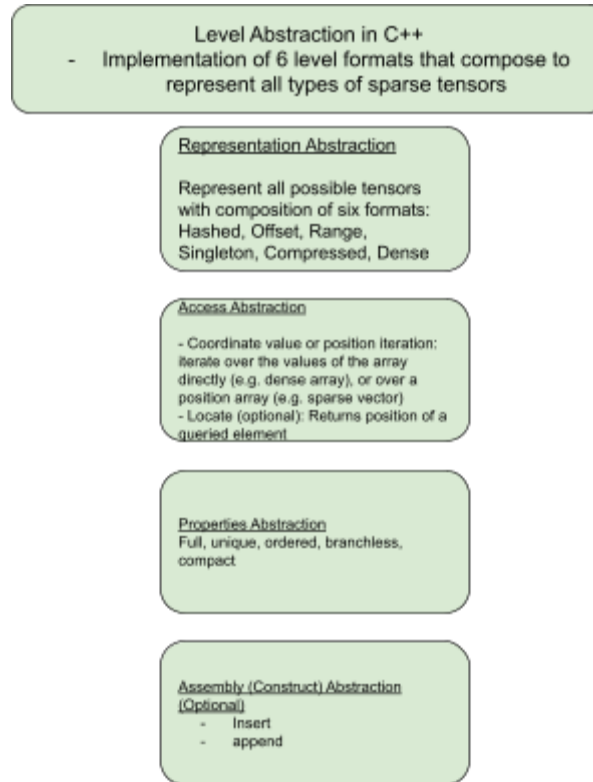 Level Abstraction in C++
- Implementation of 6 level formats that compose to
represent all types of sparse tensors
Representation Abstraction
Represent all possible tensors
with composition of six formats:
Hashed, Offset, Range,
Singleton, Compressed, Dense
Access Abstraction
- Coordinate value or position iteration:
iterate over the values of the array
directly (e.g. dense array), or over a
position array (e.g. sparse vector)
- Locate (optional): Returns position of a
queried element
Properties Abstraction
Full, unique, ordered, branchless,
compact
Assembly (Construct) Abstraction
(Optional)
- Insert
- append